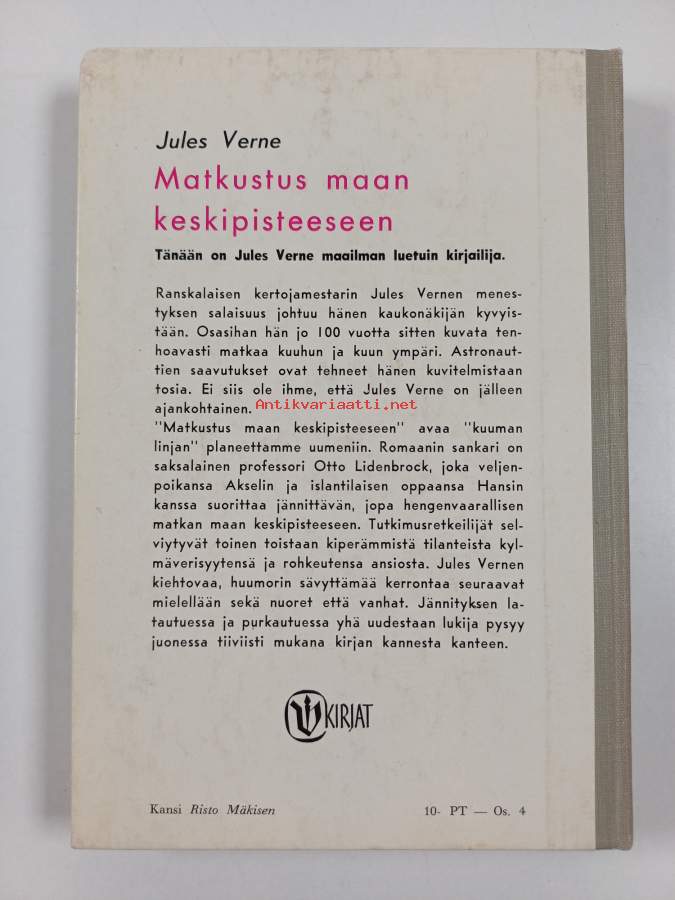 Jules Verne
Matkustus maan
keskipisteeseen
Tänään on Jules Verne maailman luetuin kirjailija.
Ranskalaisen kertojamestarin Jules Vernen menes-
tyksen salaisuus johtuu hänen kaukonäkijän kyvyis-
tään. Osasihan hän jo 100 vuotta sitten kuvata ten-
hoavasti matkaa kuuhun ja kuun ympäri. Astronaut-
tien saavutukset ovat tehneet hänen kuvitelmistaan
tosia. Ei siis ole ihme, että Jules Verne on jälleen
ajankohtainen.
Antikvariaatti.net
"Matkustus maan keskipisteeseen" avaa "kuuman
linjan" planeettamme uumeniin. Romaanin sankari on
saksalainen professori Otto Lidenbrock, joka veljen-
poikansa Akselin ja islantilaisen oppaansa Hansin
kanssa suorittaa jännittävän, jopa hengenvaarallisen
matkan maan keskipisteeseen. Tutkimusretkeilijät sel-
viytyvät toinen toistaan kiperämmistä tilanteista kyl-
mäverisyytensä ja rohkeutensa ansiosta. Jules Vernen
kiehtovaa, huumorin sävyttämää kerrontaa seuraavat
mielellään sekä nuoret että vanhat. Jännityksen la-
tautuessa ja purkautuessa yhä uudestaan lukija pysyy
juonessa tiiviisti mukana kirjan kannesta kanteen.
V KIRJAT
Kansi Risto Mäkisen
10- PT — Os. 4